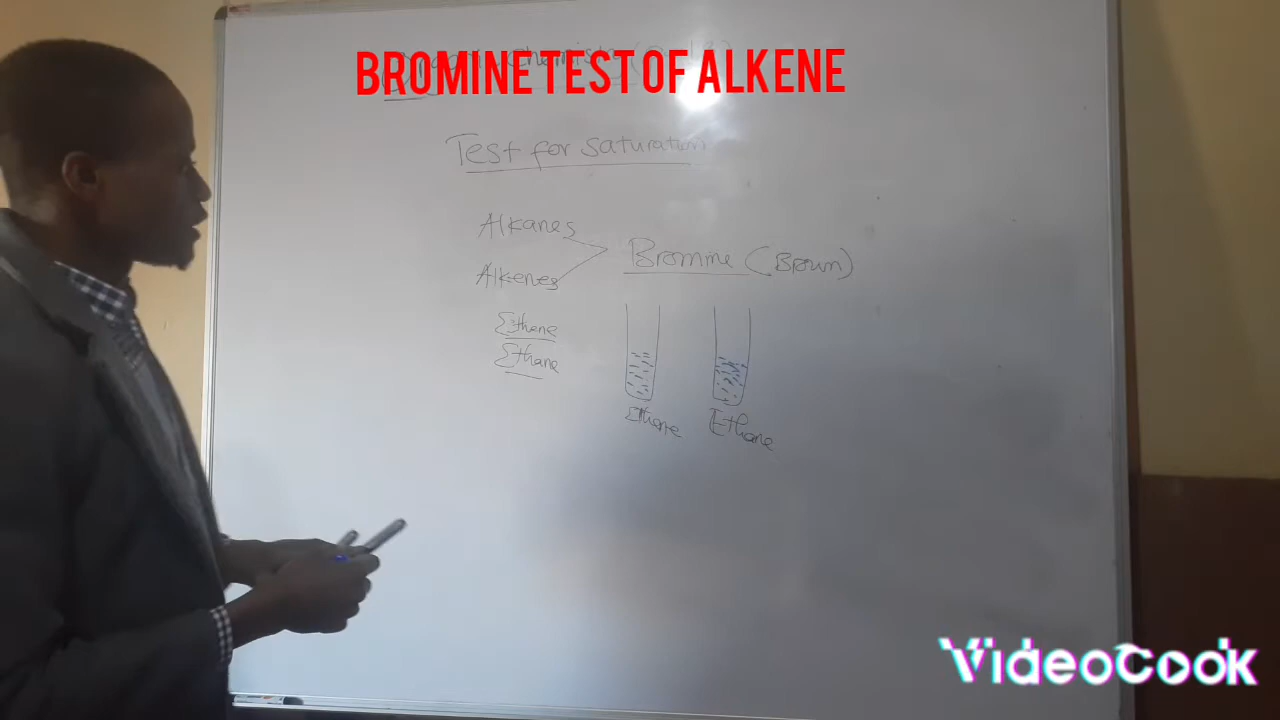 BROMINE TEST OF ALKENE
Test for saturation
Alkanes
Alkenes
Bromine (Brown)
Ethene
Ethane
Ethene Ethane
VideoCook